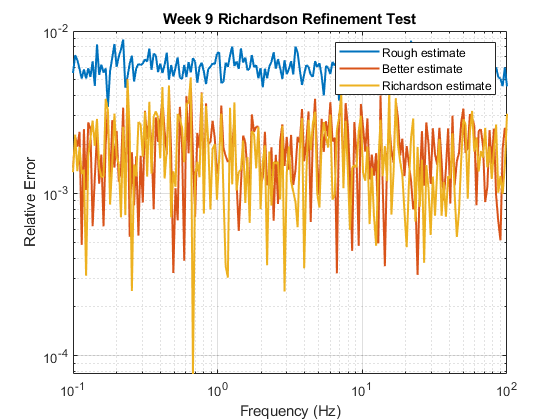 Week 9 Richardson Refinement Test
Rough estimate
Better estimate
Richardson estimate
Relative Error
10^-2
10^-3
10^-4
10^-1
10^0
10^1
10^2
Frequency (Hz)